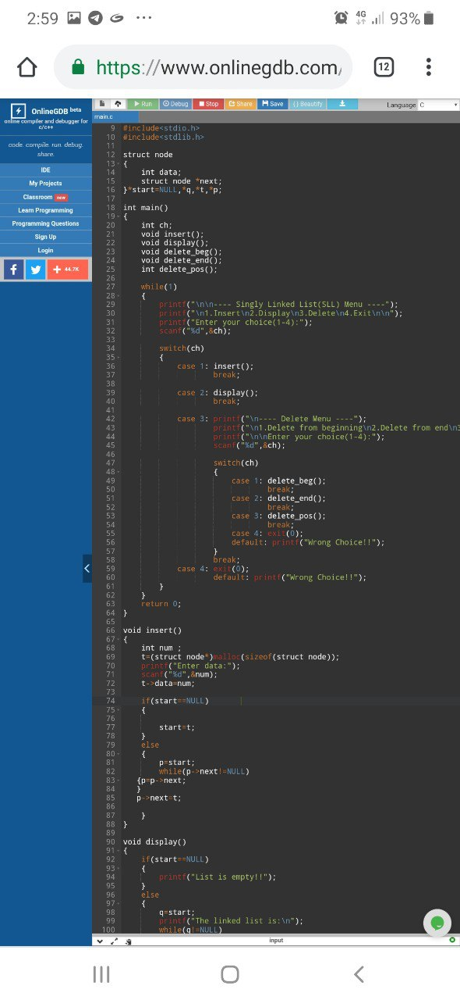 2:59 ... 4G 93%
https://www.onlinegdb.com/ 12
OnlineGDB beta
online compiler and debugger for
c/c++
code. compile. run. debug.
share.
IDE
My Projects
Classroom new
Learn Programming
Programming Questions
Sign Up
Login
f + 44.7K
Run Debug Stop Share Save {} Beautify Language C
main.c
9 #include<stdio.h>
10 #include<stdlib.h>
11
12 struct node
13 {
14 int data;
15 struct node *next;
16 }*start=NULL,*q,*t,*p;
17
18 int main()
19 {
20 int ch;
21 void insert();
22 void display();
23 void delete_beg();
24 void delete_end();
25 int delete_pos();
26
27 while(1)
28 {
29 printf("\n\n---- Singly Linked List(SLL) Menu ----");
30 printf("\n1.Insert\n2.Display\n3.Delete\n4.Exit\n\n");
31 printf("Enter your choice(1-4):");
32 scanf("%d",&ch);
33
34 switch(ch)
35 {
36 case 1: insert();
37 break;
38
39 case 2: display();
40 break;
41
42 case 3: printf("\n---- Delete Menu ----");
43 printf("\n1.Delete from beginning\n2.Delete from end\n3
44 printf("\n\nEnter your choice(1-4):");
45 scanf("%d",&ch);
46
47 switch(ch)
48 {
49 case 1: delete_beg();
50 break;
51 case 2: delete_end();
52 break;
53 case 3: delete_pos();
54 break;
55 case 4: exit(0);
56 default: printf("Wrong Choice!!");
57 }
58 break;
59 case 4: exit(0);
60 default: printf("Wrong Choice!!");
61 }
62 }
63 return 0;
64 }
65
66 void insert()
67 {
68 int num ;
69 t=(struct node*)malloc(sizeof(struct node));
70 printf("Enter data:");
71 scanf("%d",&num);
72 t->data=num;
73
74 if(start==NULL)
75 {
76
77 start=t;
78 }
79 else
80 {
81 p=start;
82 while(p->next!=NULL)
83 {p=p->next;
84 }
85 p->next=t;
86
87 }
88 }
89
90 void display()
91 {
92 if(start==NULL)
93 {
94 printf("List is empty!!");
95 }
96 else
97 {
98 q=start;
99 printf("The linked list is:\n");
100 while(q!=NULL)
input